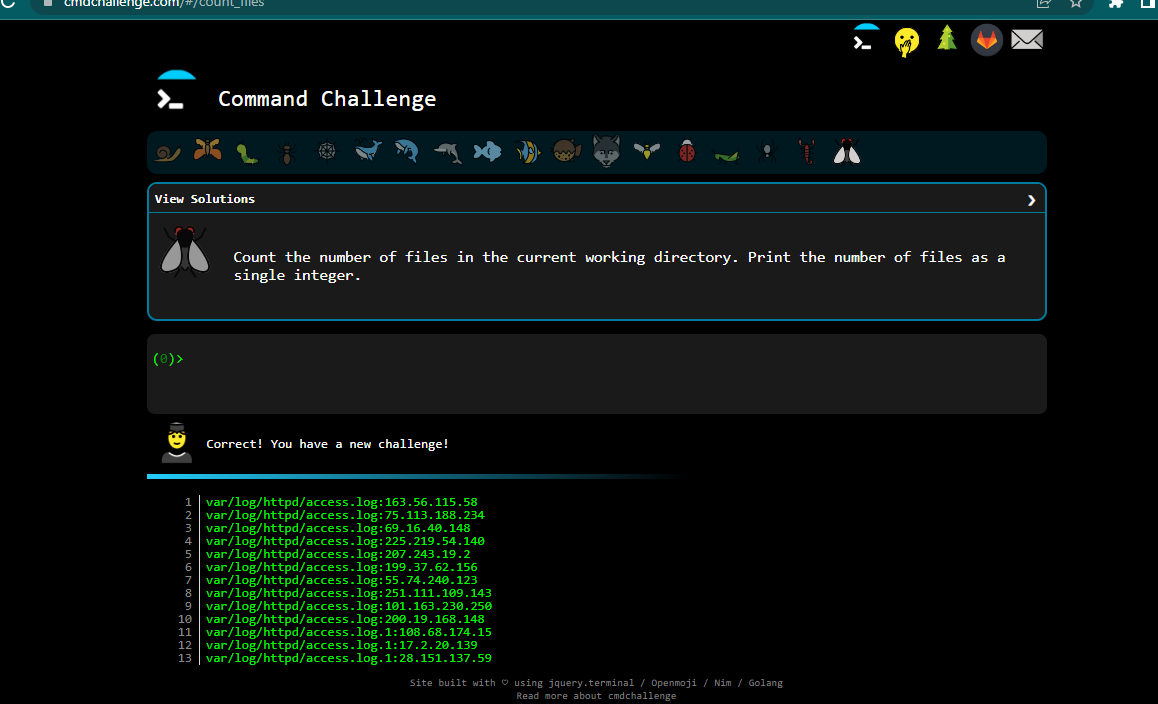 cmdchallenge.com/#/count_files
Command Challenge
View Solutions
Count the number of files in the current working directory. Print the number of files as a
single integer.
(0)>
Correct! You have a new challenge!
1 var/log/httpd/access.log:163.56.115.58
2 var/log/httpd/access.log:75.113.188.234
3 var/log/httpd/access.log:69.16.40.148
4 var/log/httpd/access.log:225.219.54.140
5 var/log/httpd/access.log:207.243.19.2
6 var/log/httpd/access.log:199.37.62.156
7 var/log/httpd/access.log:55.74.240.123
8 var/log/httpd/access.log:251.111.109.143
9 var/log/httpd/access.log:101.163.230.250
10 var/log/httpd/access.log:200.19.168.148
11 var/log/httpd/access.log.1:108.68.174.15
12 var/log/httpd/access.log.1:17.2.20.139
13 var/log/httpd/access.log.1:28.151.137.59
Site built with ♡ using jquery.terminal / Openmoji / Nim / Golang
Read more about cmdchallenge